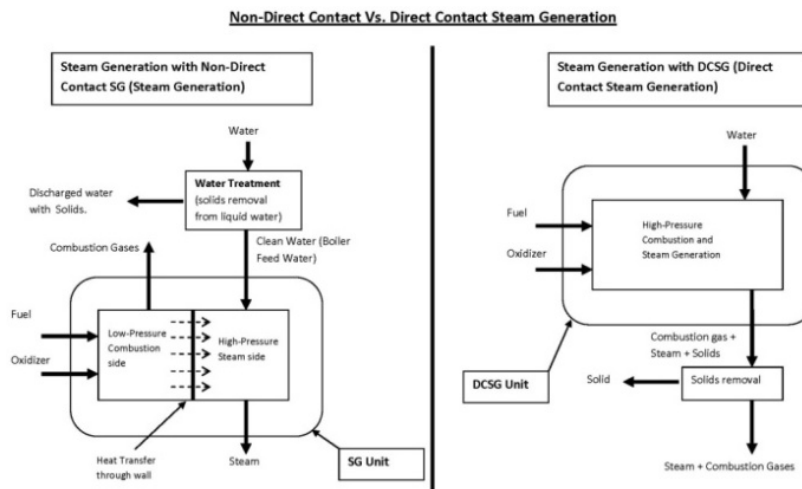 Non-Direct Contact Vs. Direct Contact Steam Generation
Steam Generation with Non-Direct
Contact SG (Steam Generation)
Water
Water Treatment
(solids removal
from liquid water)
Discharged water
with Solids.
Clean Water (Boiler
Feed Water)
Combustion Gases
Fuel
Oxidizer
Low-Pressure
Combustion
side
High-Pressure
Steam side
Heat Transfer
through wall
Steam
SG Unit
Steam Generation with DCSG (Direct
Contact Steam Generation)
Water
Fuel
Oxidizer
High-Pressure
Combustion and
Steam Generation
Combustion gas +
Steam + Solids
DCSG Unit
Solid
Solids removal
Steam + Combustion Gases